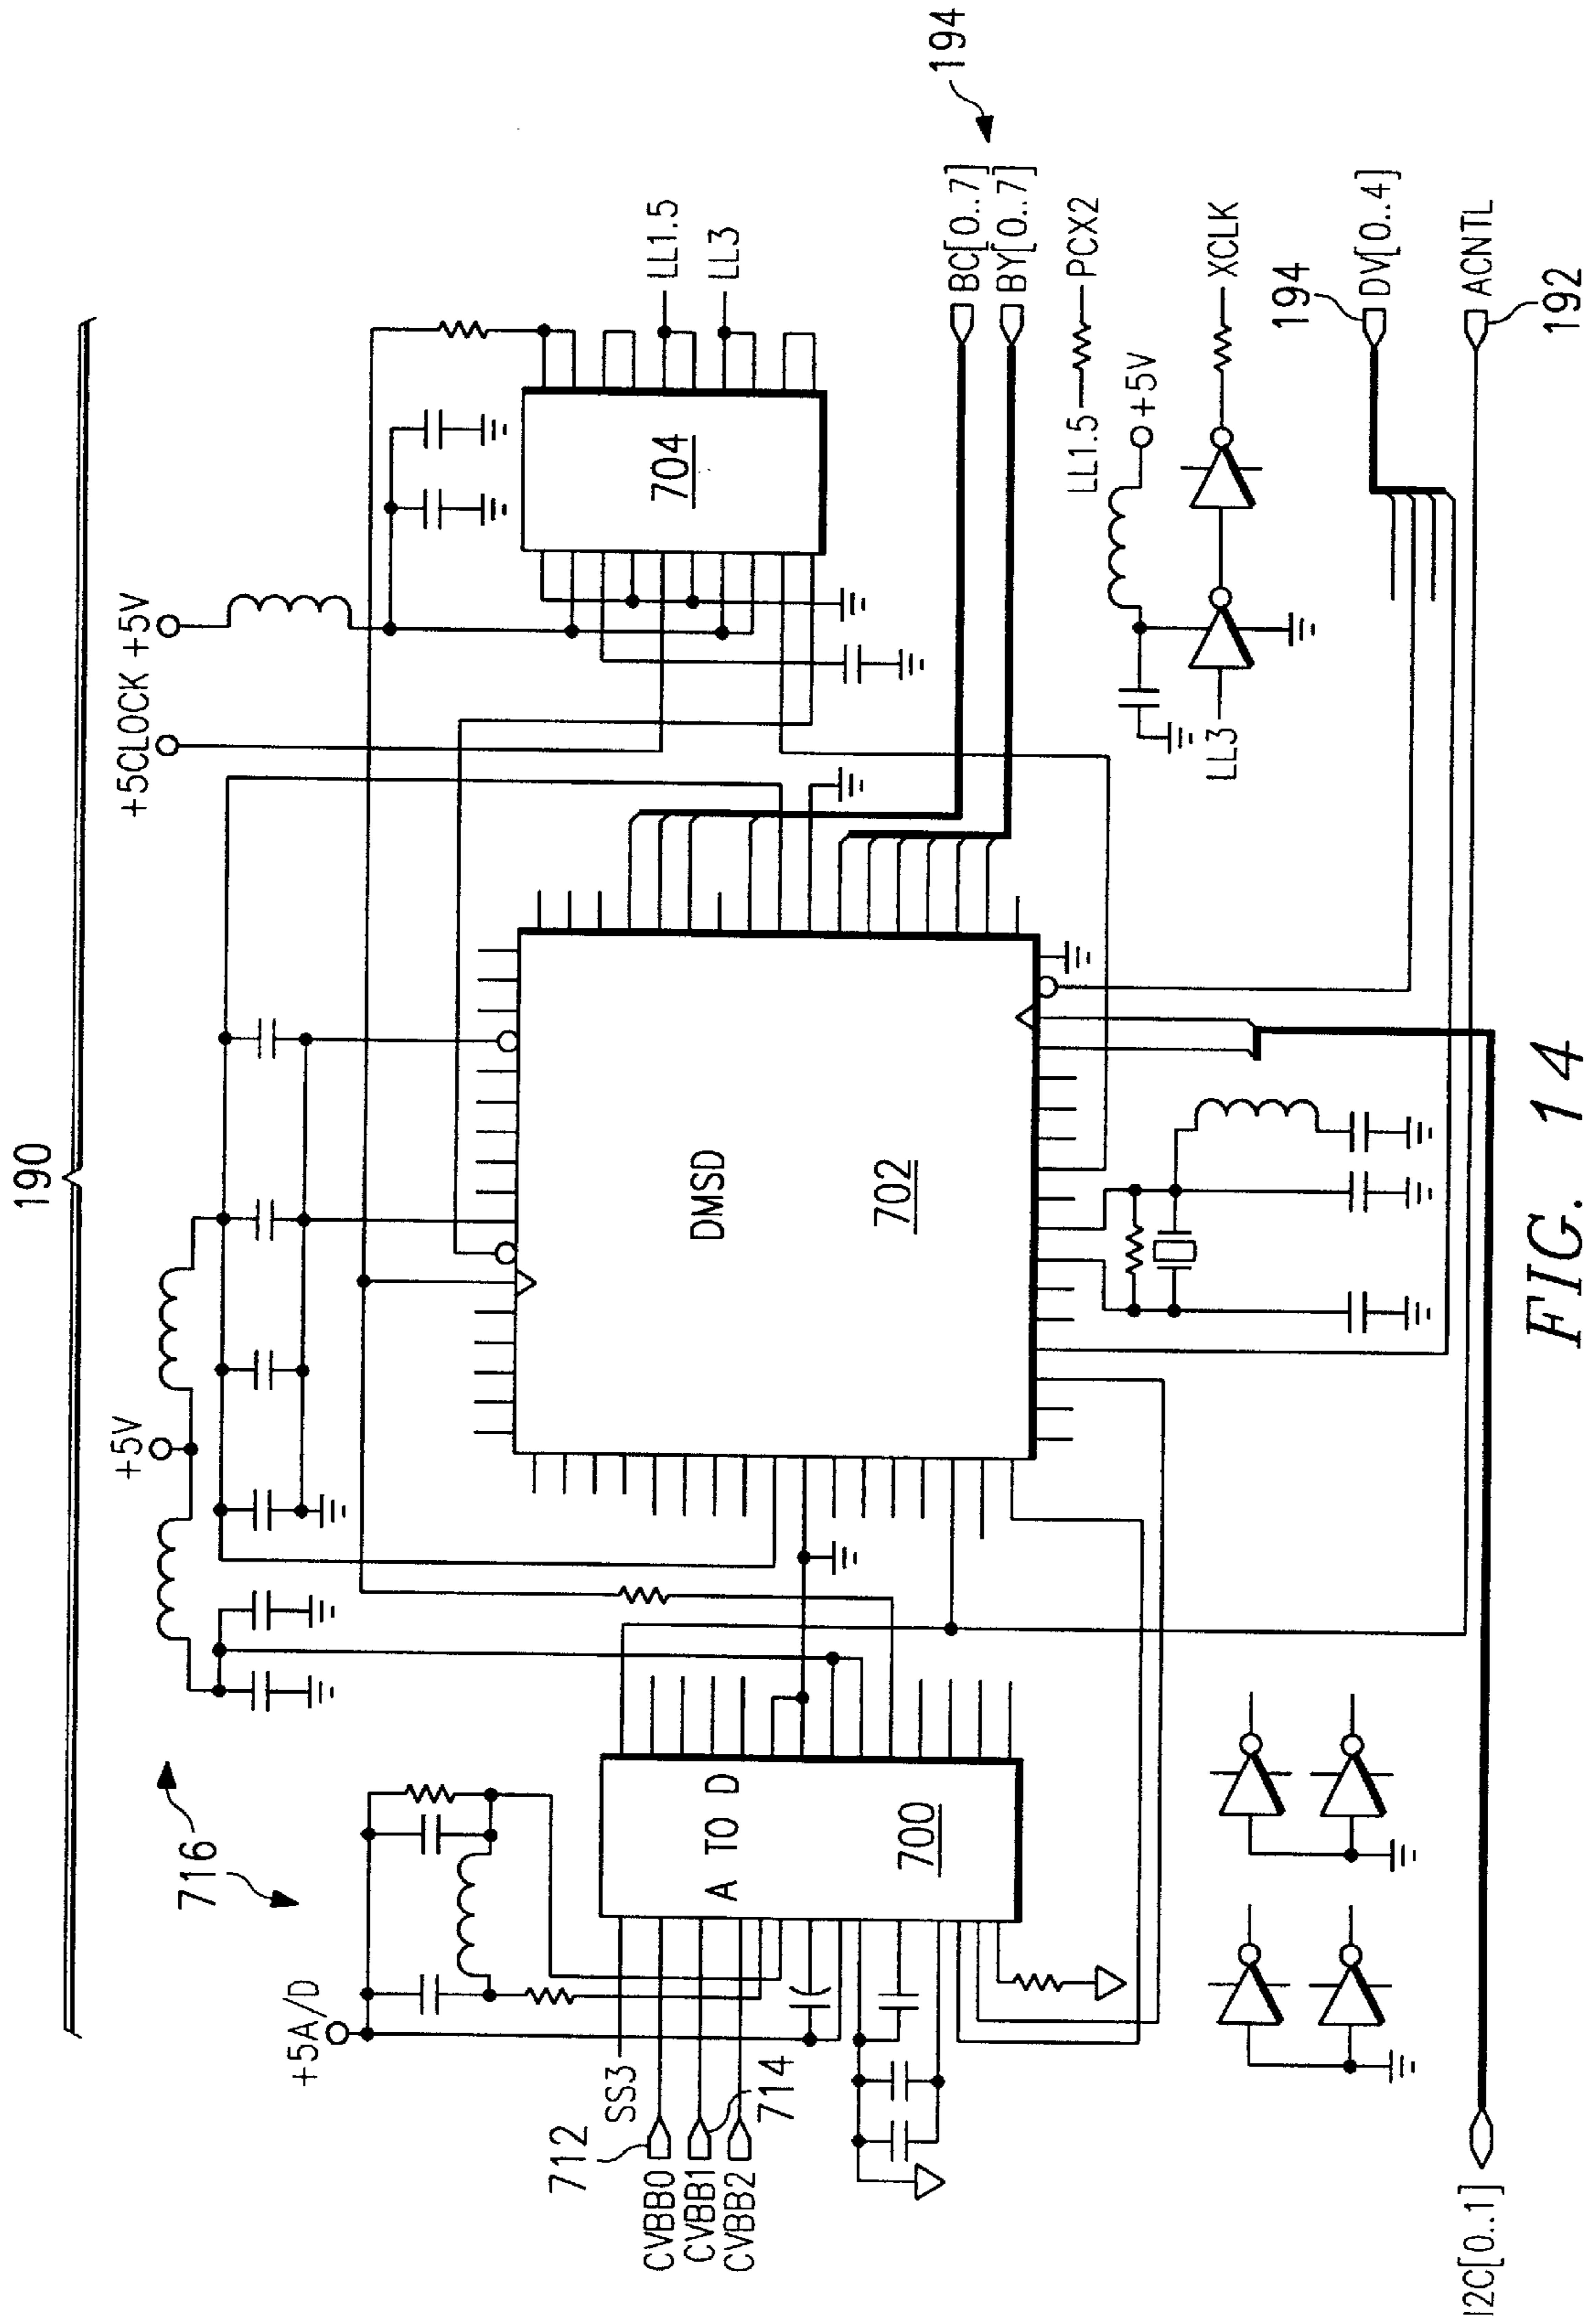 190
+5CLOCK
+5V
+5V
716
+5A/D
LL1.5
LL3
704
194
SS3
712
CVBB0
CVBB1
714
CVBB2
A TO D
700
DMSD
702
BC[0..7]
BY[0..7]
LL1.5
PCX2
+5V
LL3
XCLK
194
DV[0..4]
ACNTL
192
I2C[0..1]
FIG. 14